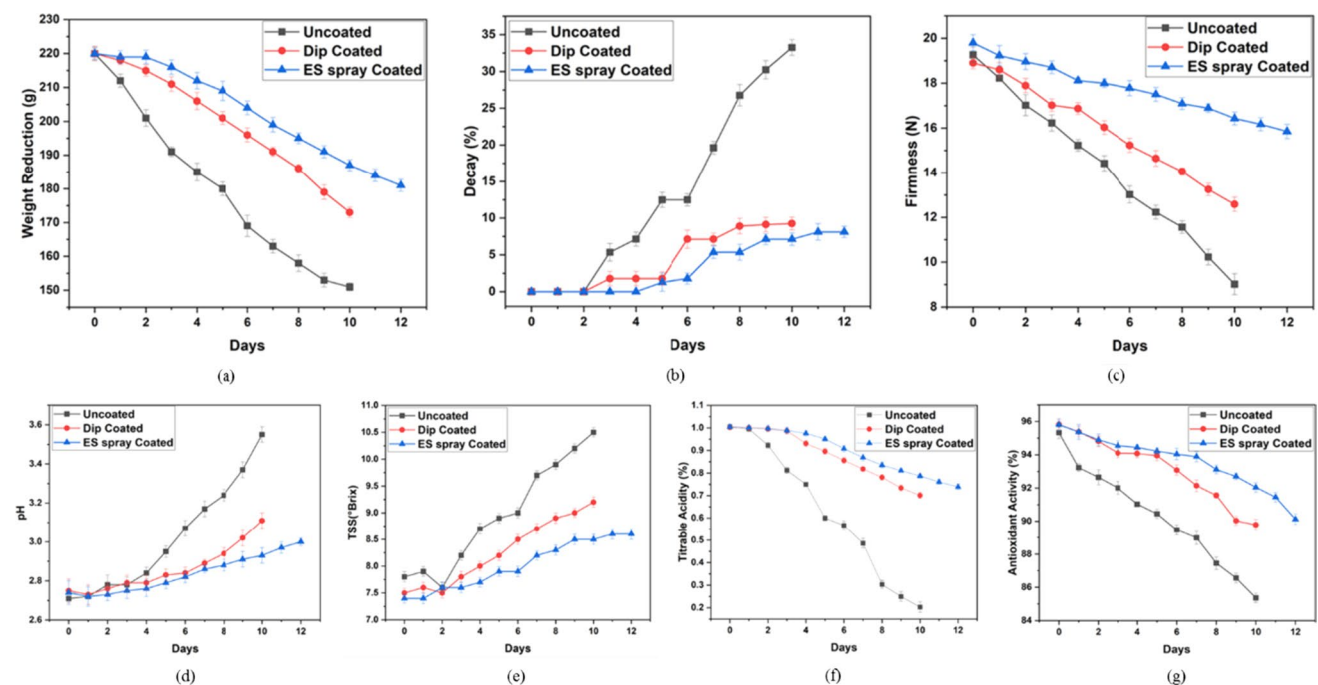 230
220
210
200
190
180
170
160
150
Weight Reduction (g)
Uncoated
Dip Coated
ES spray Coated
0 2 4 6 8 10 12
Days
(a)
35
30
25
20
15
10
5
0
Decay (%)
Uncoated
Dip Coated
ES spray Coated
0 2 4 6 8 10 12
Days
(b)
20
18
16
14
12
10
8
Firmness (N)
Uncoated
Dip Coated
ES spray Coated
0 2 4 6 8 10 12
Days
(c)
3.6
3.4
3.2
3.0
2.8
2.6
pH
Uncoated
Dip Coated
ES spray Coated
0 2 4 6 8 10 12
Days
(d)
11.0
10.5
10.0
9.5
9.0
8.5
8.0
7.5
7.0
TSS(°Brix)
Uncoated
Dip Coated
ES spray Coated
0 2 4 6 8 10 12
Days
(e)
1.1
1.0
0.9
0.8
0.7
0.6
0.5
0.4
0.3
0.2
Titrable Acidity (%)
Uncoated
Dip Coated
ES spray Coated
0 2 4 6 8 10 12
Days
(f)
96
94
92
90
88
86
84
Antioxidant Activity (%)
Uncoated
Dip Coated
ES spray Coated
0 2 4 6 8 10 12
Days
(g)